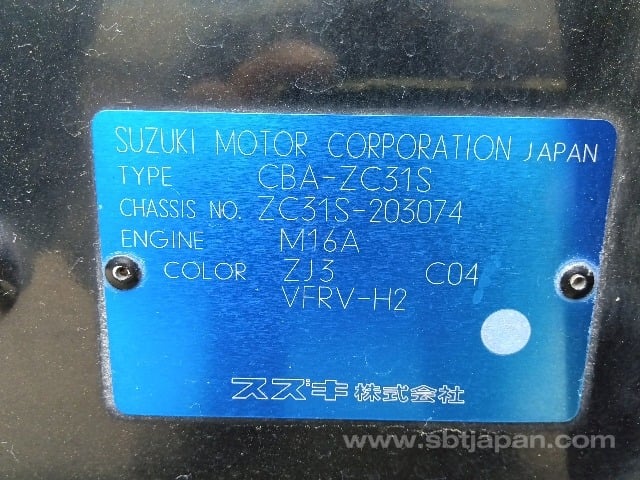 SUZUKI MOTOR CORPORATION JAPAN
TYPE CBA-ZC31S
CHASSIS NO. ZC31S-203074
ENGINE M16A
COLOR ZJ3 C04
VFRV-H2
スズキ株式会社
www.sbtjapan.com